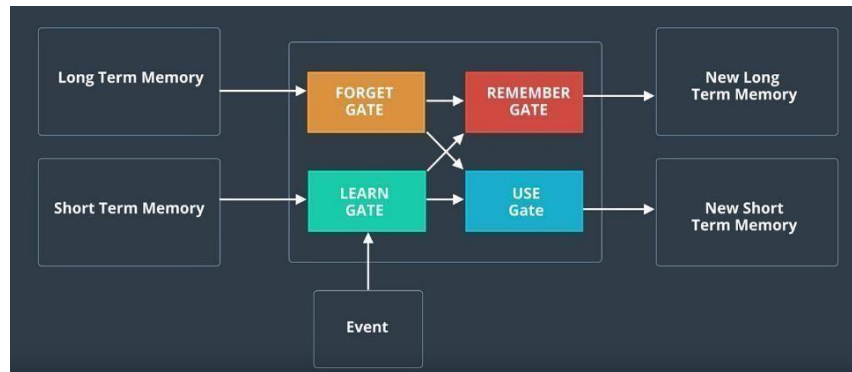 Long Term Memory
FORGET
GATE
REMEMBER
GATE
New Long
Term Memory
Short Term Memory
LEARN
GATE
USE
Gate
New Short
Term Memory
Event